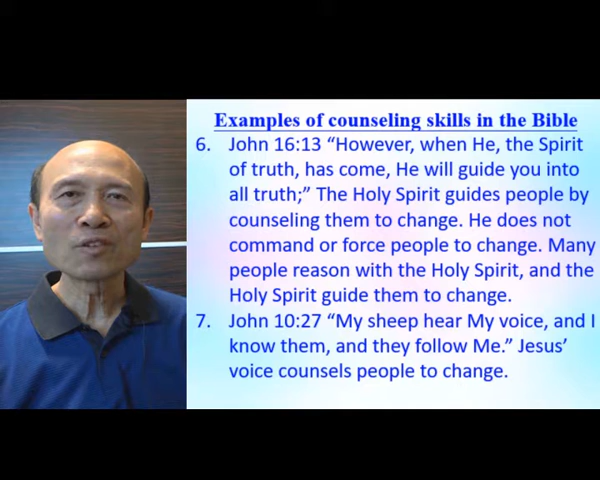 Examples of counseling skills in the Bible
6. John 16:13 “However, when He, the Spirit
of truth, has come, He will guide you into
all truth;” The Holy Spirit guides people by
counseling them to change. He does not
command or force people to change. Many
people reason with the Holy Spirit, and the
Holy Spirit guide them to change.
7. John 10:27 “My sheep hear My voice, and I
know them, and they follow Me.” Jesus’
voice counsels people to change.